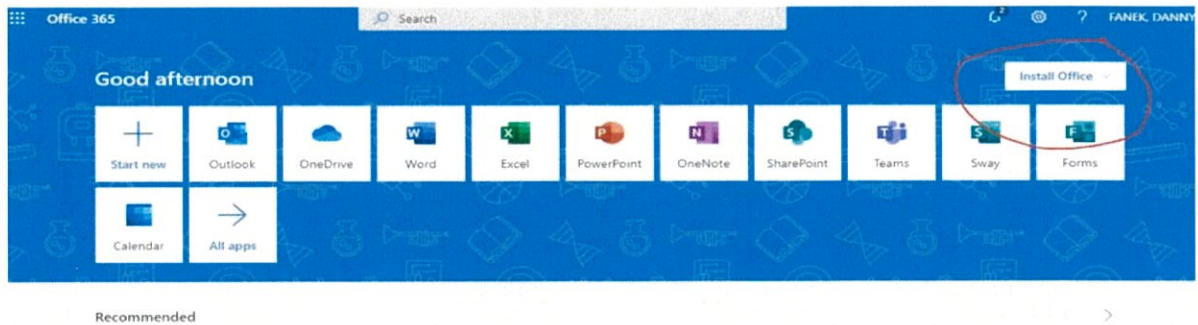 Office 365
Search
2
?
FANEK, DANNY
Good afternoon
Install Office
Start new
Outlook
OneDrive
Word
Excel
PowerPoint
OneNote
SharePoint
Teams
Sway
Forms
Calendar
All apps
Recommended